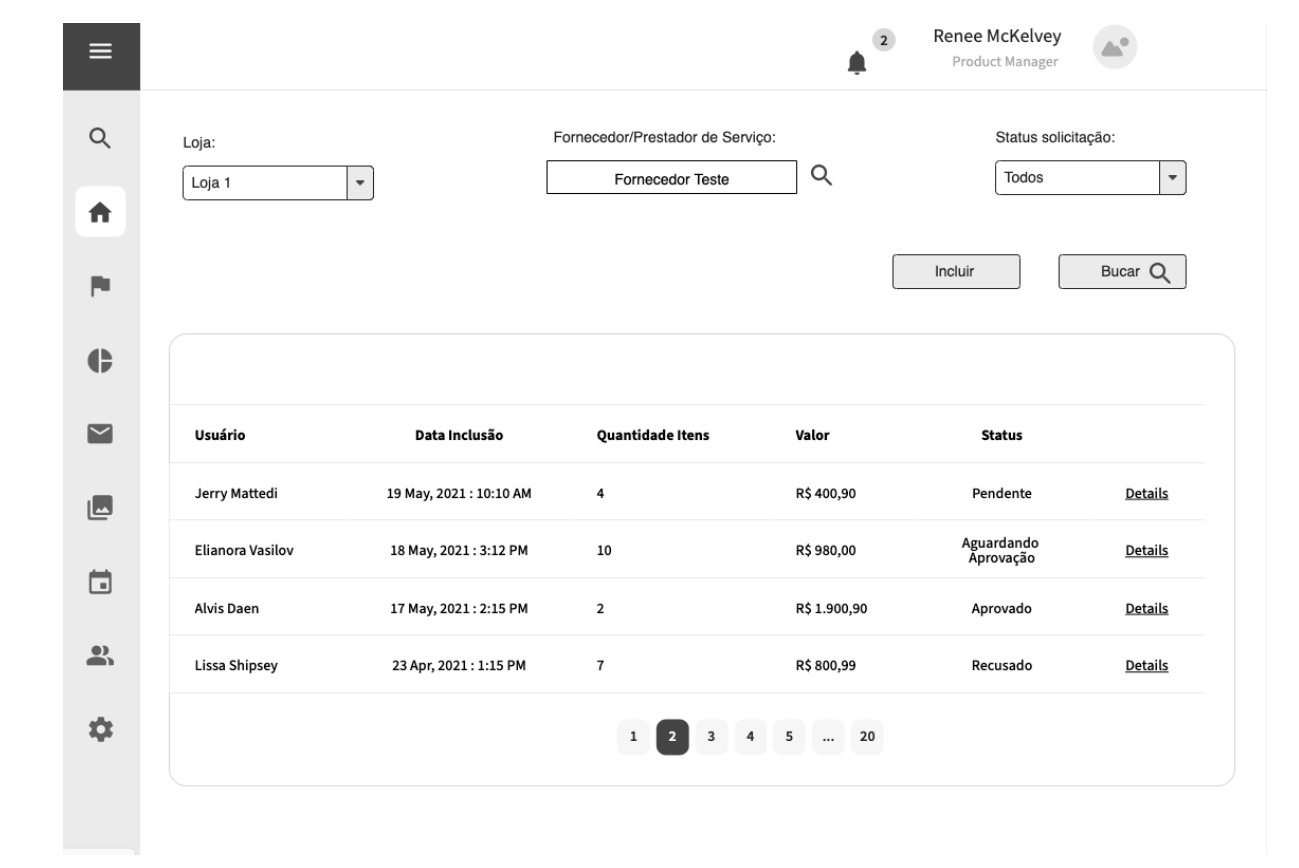 2
Renee McKelvey
Product Manager
Loja:
Fornecedor/Prestador de Serviço:
Status solicitação:
Loja 1
Fornecedor Teste
Todos
Incluir
Bucar
Usuário Data Inclusão Quantidade Itens Valor Status
Jerry Mattedi 19 May, 2021 : 10:10 AM 4 R$ 400,90 Pendente Details
Elianora Vasilov 18 May, 2021 : 3:12 PM 10 R$ 980,00 Aguardando Aprovação Details
Alvis Daen 17 May, 2021 : 2:15 PM 2 R$ 1.900,90 Aprovado Details
Lissa Shipsey 23 Apr, 2021 : 1:15 PM 7 R$ 800,99 Recusado Details
1 2 3 4 5 ... 20